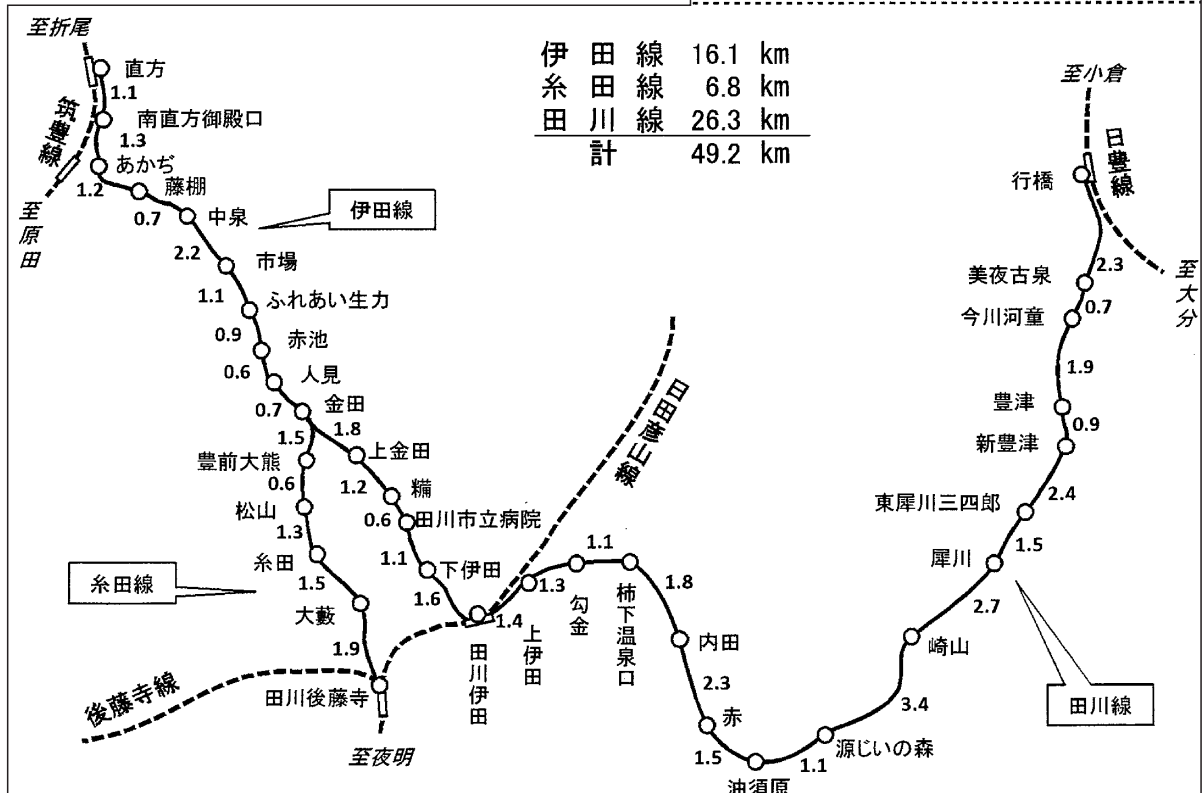 至折尾
直方
1.1
南直方御殿口
1.3
あかぢ
1.2
藤棚
0.7
中泉
2.2
市場
1.1
ふれあい生力
0.9
赤池
0.6
人見
0.7
金田
筑豊線
至原田
伊田線
伊田線 16.1 km
糸田線 6.8 km
田川線 26.3 km
計 49.2 km
1.5
豊前大熊
0.6
松山
1.3
糸田
1.5
大藪
1.9
田川後藤寺
糸田線
後藤寺線
至夜明
1.8
上金田
1.2
糒
0.6
田川市立病院
1.1
下伊田
1.6
田川伊田
日田彦山線
1.4
上伊田
1.3
勾金
1.1
柿下温泉口
1.8
内田
2.3
赤
1.5
油須原
1.1
源じいの森
3.4
崎山
2.7
犀川
1.5
東犀川三四郎
2.4
新豊津
0.9
豊津
1.9
今川河童
0.7
美夜古泉
2.3
行橋
至小倉
日豊線
至大分
田川線